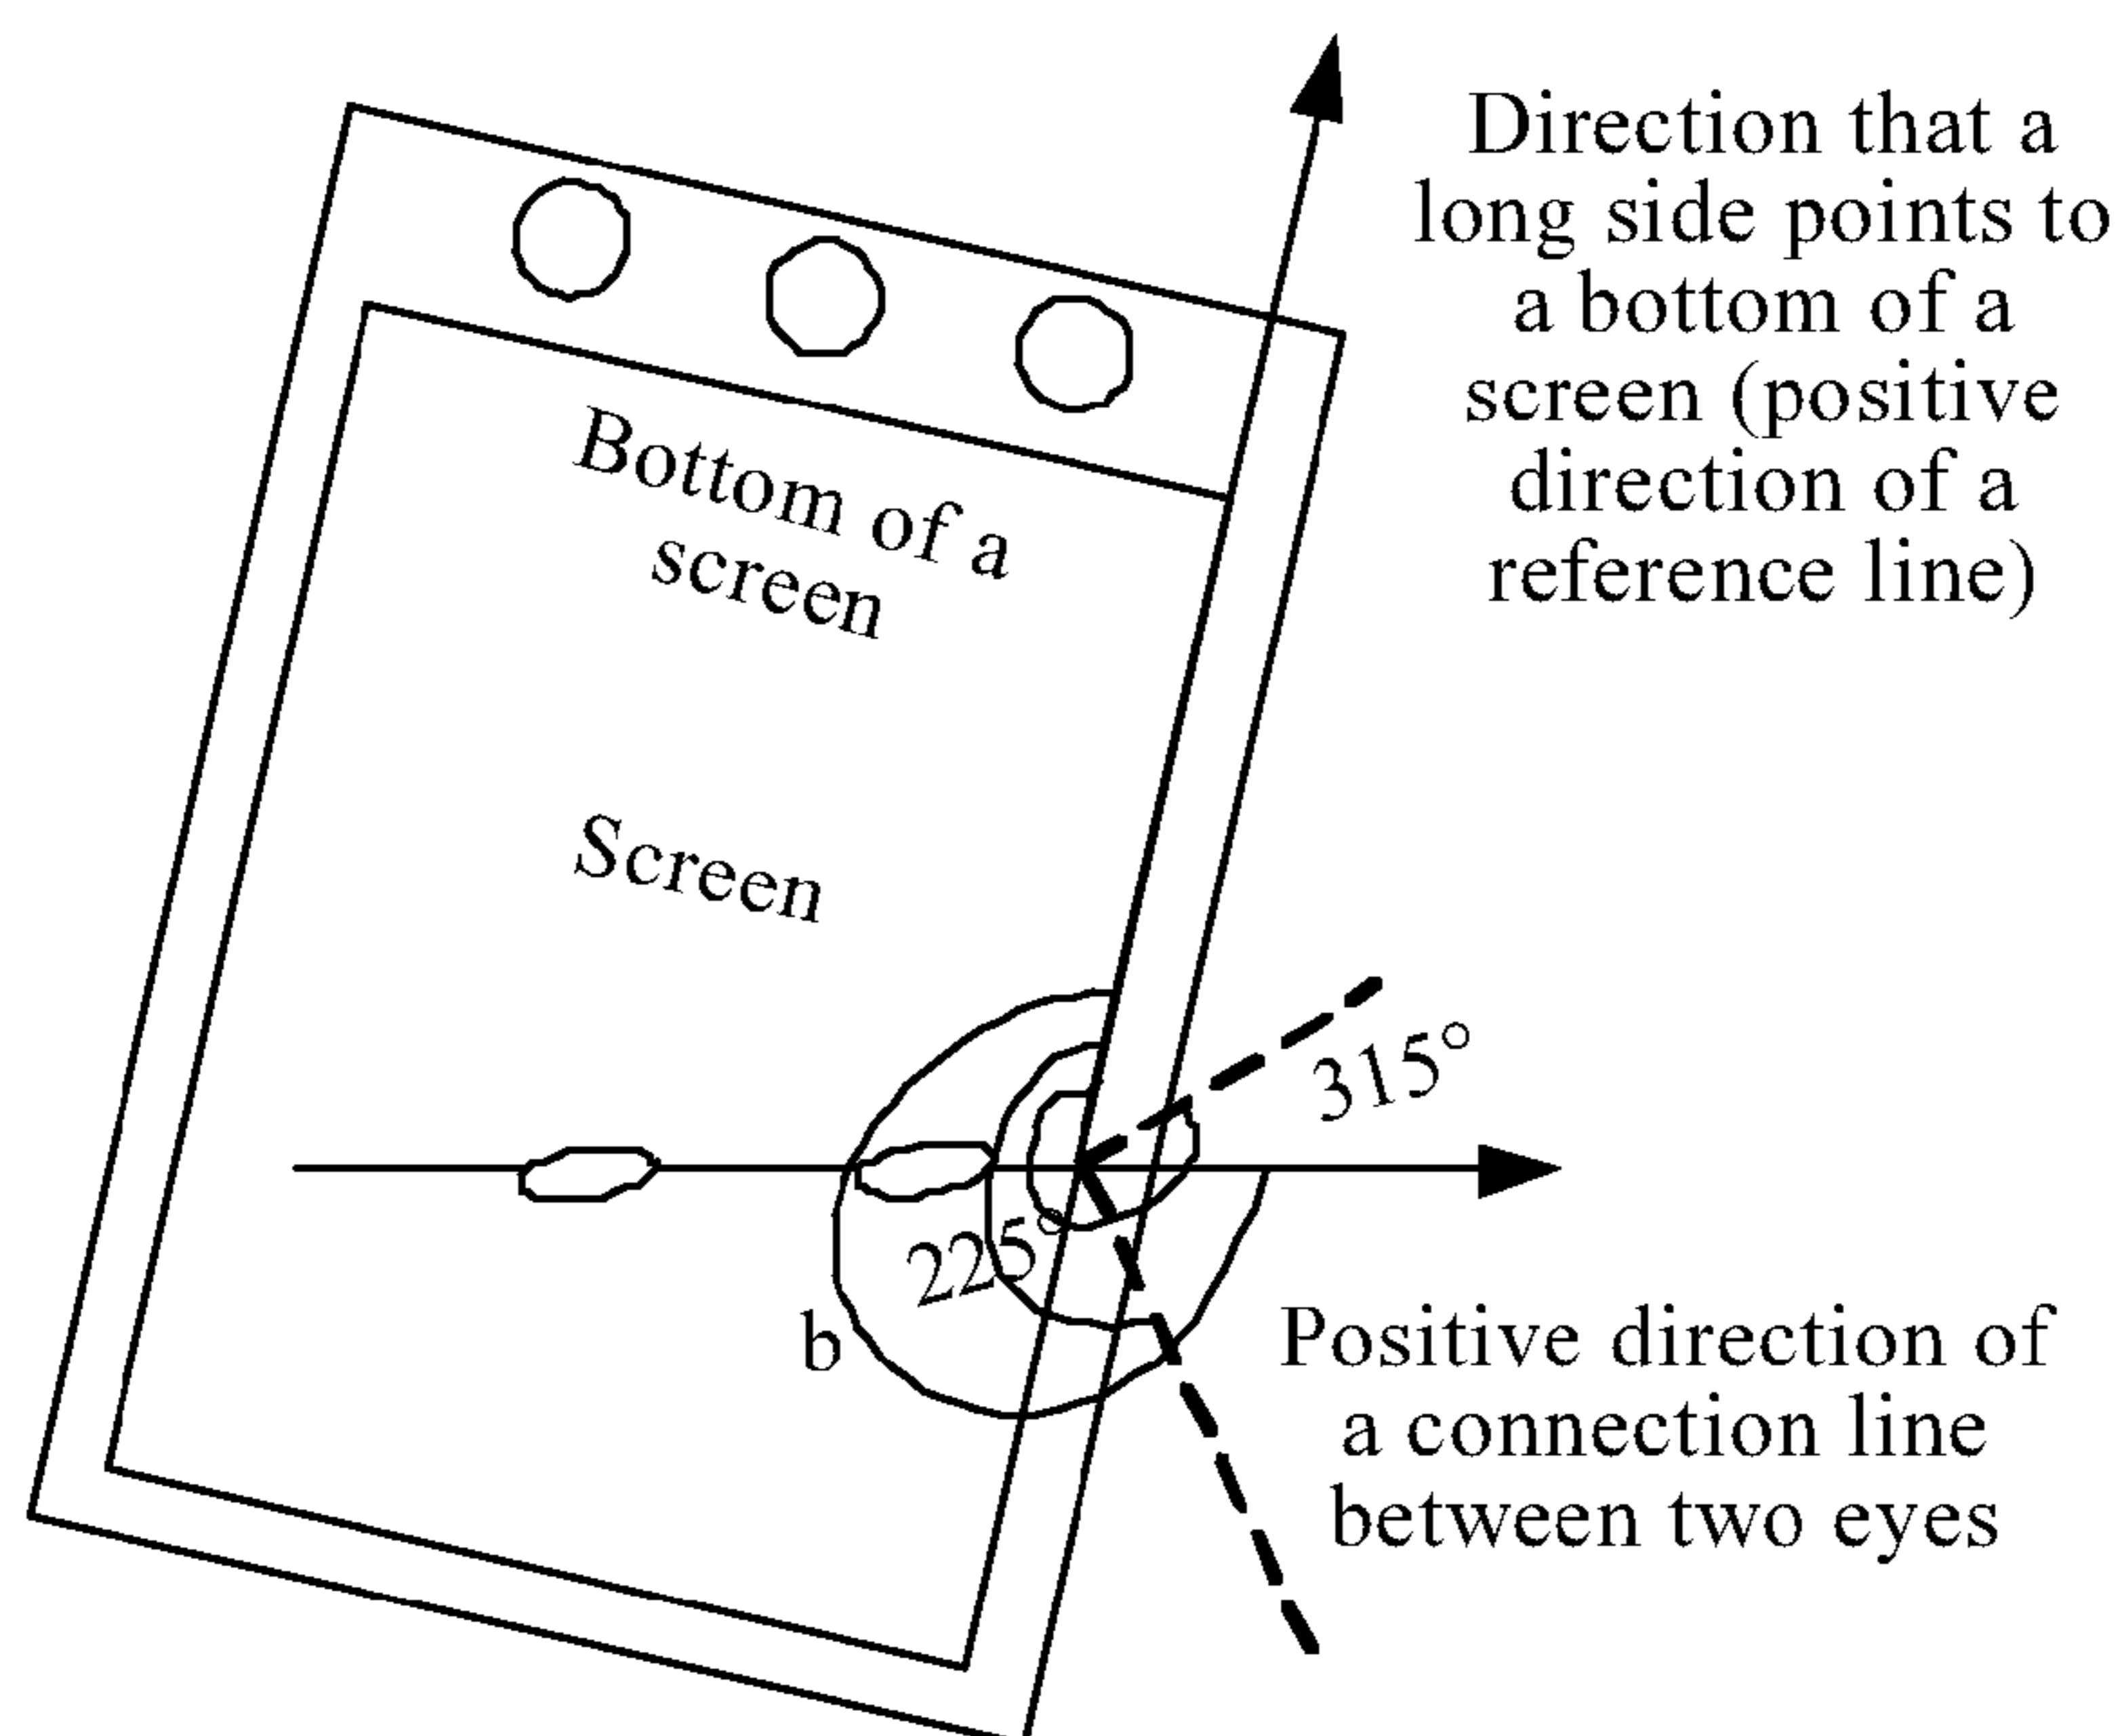 Direction that a
long side points to
a bottom of a
screen (positive
direction of a
reference line)
Bottom of a
screen
Screen
315°
225°
b
Positive direction of
a connection line
between two eyes